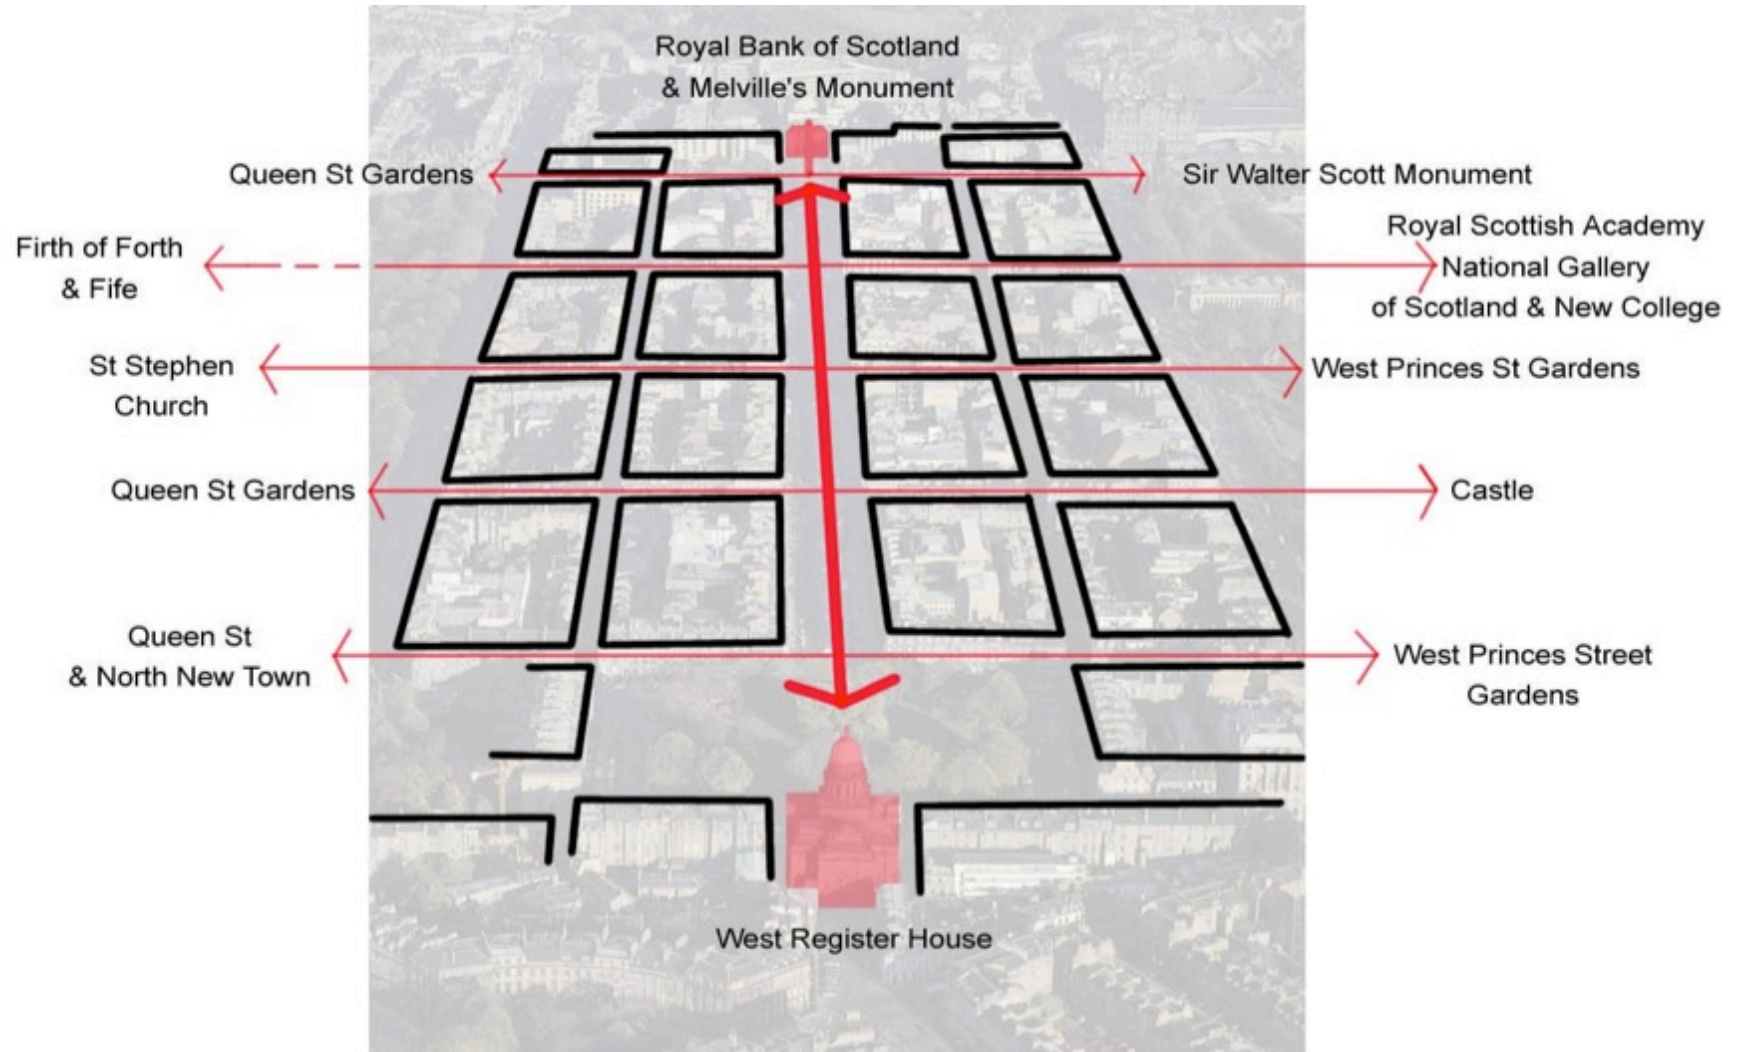 Royal Bank of Scotland
& Melville's Monument
Queen St Gardens
Sir Walter Scott Monument
Firth of Forth
& Fife
Royal Scottish Academy
National Gallery
of Scotland & New College
St Stephen
Church
West Princes St Gardens
Queen St Gardens
Castle
Queen St
& North New Town
West Princes Street
Gardens
West Register House